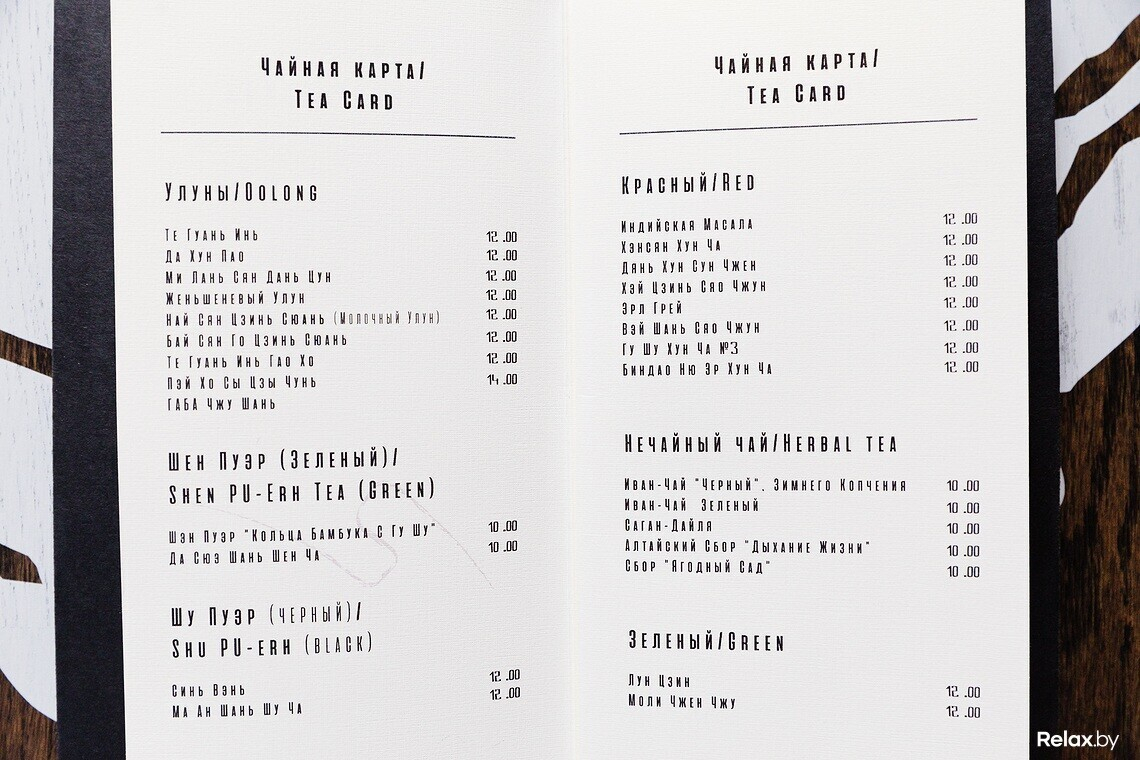 Чайная карта/
Tea Card
Улуны/Oolong
Те Гуань Инь 12.00
Да Хун Пао 12.00
Ми Лань Сян Дань Цун 12.00
Женьшеневый Улун 12.00
Най Сян Цзинь Сюань (Молочный Улун) 12.00
Бай Сян Го Цзинь Сюань 12.00
Те Гуань Инь Гао Хо 12.00
Пэй Хо Сы Цзы Чунь 14.00
ГАБА Чжу Шань
Шен Пуэр (Зеленый)/
Shen PU-Erh Tea (Green)
Шэн Пуэр "Кольца Бамбука С Гу Шу" 10.00
Да Сюэ Шань Шен Ча 10.00
Шу Пуэр (черный)/
Shu PU-erh (black)
Синь Вэнь 12.00
Ма Ан Шань Шу Ча 12.00
Чайная карта/
Tea Card
Красный/Red
Индийская Масала 12.00
Хэнсян Хун Ча 12.00
Дянь Хун Сун Чжен 12.00
Хэй Цзинь Сяо Чжун 12.00
Эрл Грей 12.00
Вэй Шань Сяо Чжун 12.00
Гу Шу Хун Ча №3 12.00
Биндао Ню Эр Хун Ча 12.00
Нечайный чай/Herbal tea
Иван-Чай "Черный". Зимнего Копчения 10.00
Иван-Чай Зеленый 10.00
Саган-Дайля 10.00
Алтайский Сбор "Дыхание Жизни" 10.00
Сбор "Ягодный Сад" 10.00
Зеленый/Green
Лун Цзин 12.00
Моли Чжен Чжу 12.00
Relax.by